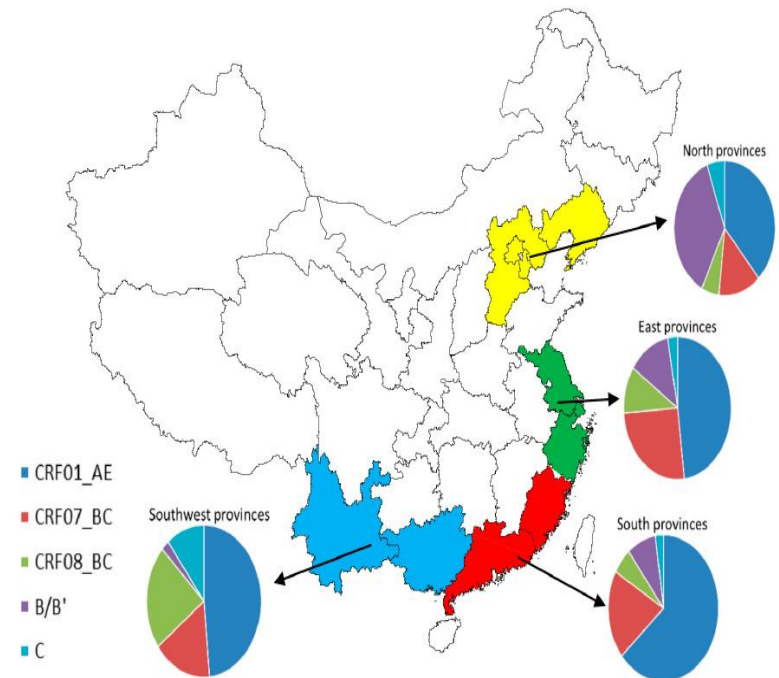 North provinces
East provinces
CRF01_AE
CRF07_BC
CRF08_BC
B/B'
C
Southwest provinces
South provinces